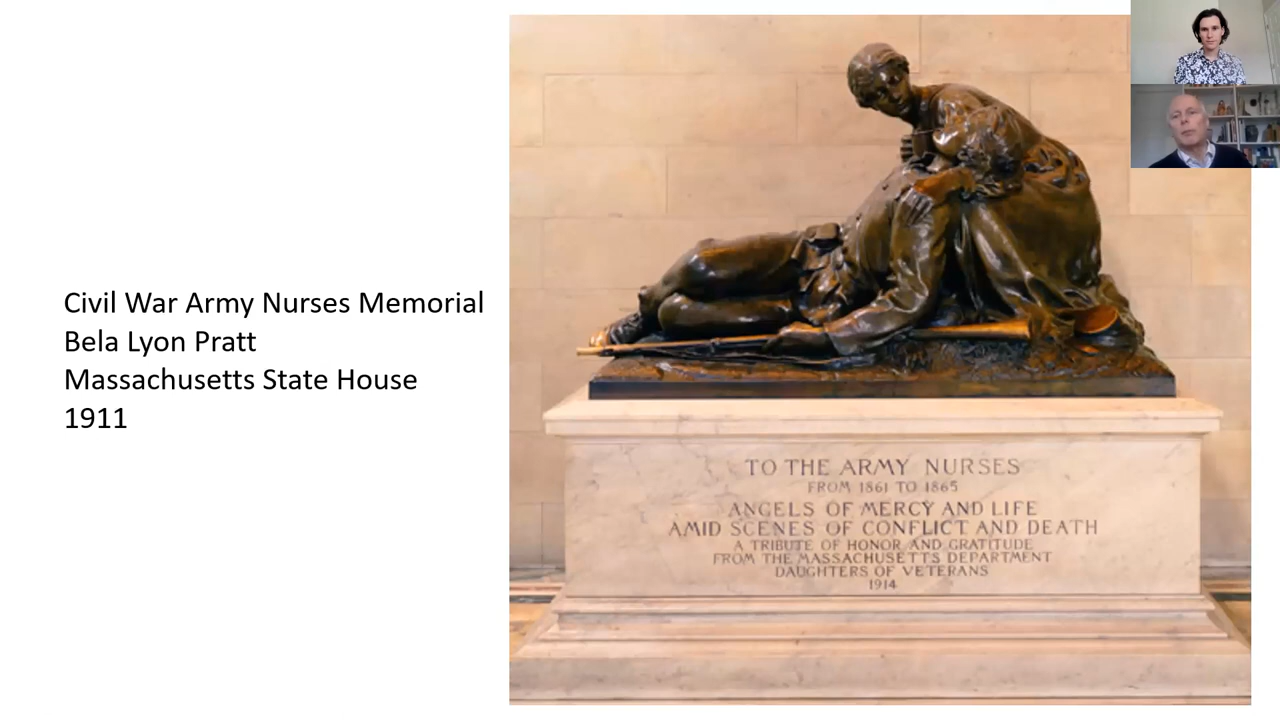 Civil War Army Nurses Memorial
Bela Lyon Pratt
Massachusetts State House
1911
TO THE ARMY NURSES
FROM 1861 TO 1865
ANGELS OF MERCY AND LIFE
AMID SCENES OF CONFLICT AND DEATH
A TRIBUTE OF HONOR AND GRATITUDE
FROM THE MASSACHUSETTS DEPARTMENT
DAUGHTERS OF VETERANS
1914